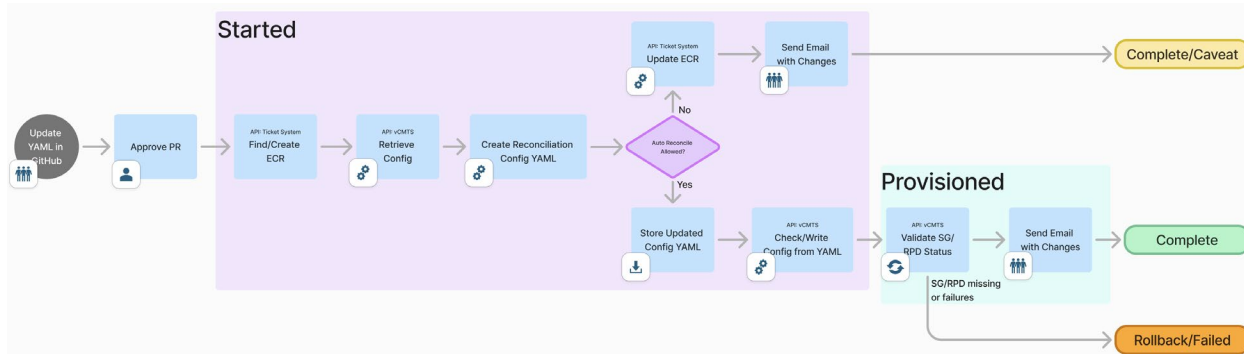 Started
Update
YAML in
GitHub
Approve PR
API: Ticket System
Find/Create
ECR
API: vCMTS
Retrieve
Config
Create Reconciliation
Config YAML
Auto Reconcile
Allowed?
No
API: Ticket System
Update ECR
Send Email
with Changes
Complete/Caveat
Yes
Store Updated
Config YAML
API: vCMTS
Check/Write
Config from YAML
Provisioned
API: vCMTS
Validate SG/
RPD Status
Send Email
with Changes
Complete
SG/RPD missing
or failures
Rollback/Failed